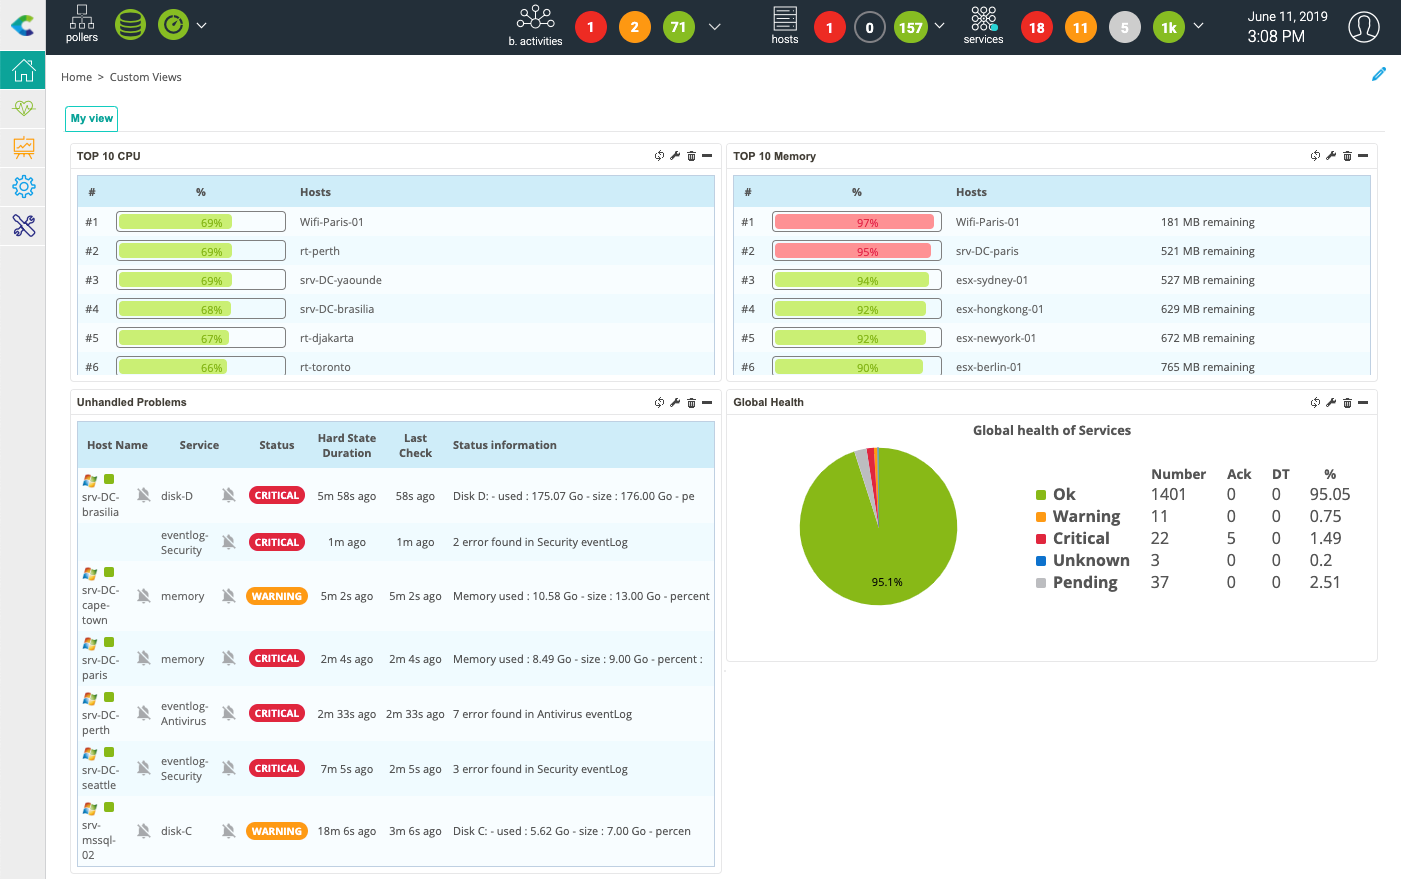 pollers
b. activities
1
2
71
hosts
1
0
157
services
18
11
5
1k
June 11, 2019
3:08 PM
Home > Custom Views
My view
TOP 10 CPU
# % Hosts
#1 69% Wifi-Paris-01
#2 69% rt-perth
#3 69% srv-DC-yaounde
#4 68% srv-DC-brasilia
#5 67% rt-djakarta
#6 66% rt-toronto
TOP 10 Memory
# % Hosts
#1 97% Wifi-Paris-01 181 MB remaining
#2 95% srv-DC-paris 521 MB remaining
#3 94% esx-sydney-01 527 MB remaining
#4 92% esx-hongkong-01 629 MB remaining
#5 92% esx-newyork-01 672 MB remaining
#6 90% esx-berlin-01 765 MB remaining
Unhandled Problems
Host Name Service Status Hard State Duration Last Check Status information
srv-DC-brasilia disk-D CRITICAL 5m 58s ago 58s ago Disk D: - used : 175.07 Go - size : 176.00 Go - pe
eventlog-Security CRITICAL 1m ago 1m ago 2 error found in Security eventLog
srv-DC-cape-town memory WARNING 5m 2s ago 5m 2s ago Memory used : 10.58 Go - size : 13.00 Go - percent
srv-DC-paris memory CRITICAL 2m 4s ago 2m 4s ago Memory used : 8.49 Go - size : 9.00 Go - percent :
srv-DC-perth eventlog-Antivirus CRITICAL 2m 33s ago 2m 33s ago 7 error found in Antivirus eventLog
srv-DC-seattle eventlog-Security CRITICAL 7m 5s ago 2m 5s ago 3 error found in Security eventLog
srv-mssql-02 disk-C WARNING 18m 6s ago 3m 6s ago Disk C: - used : 5.62 Go - size : 7.00 Go - percen
Global Health
Global health of Services
95.1%
Number Ack DT %
Ok 1401 0 0 95.05
Warning 11 0 0 0.75
Critical 22 5 0 1.49
Unknown 3 0 0 0.2
Pending 37 0 0 2.51